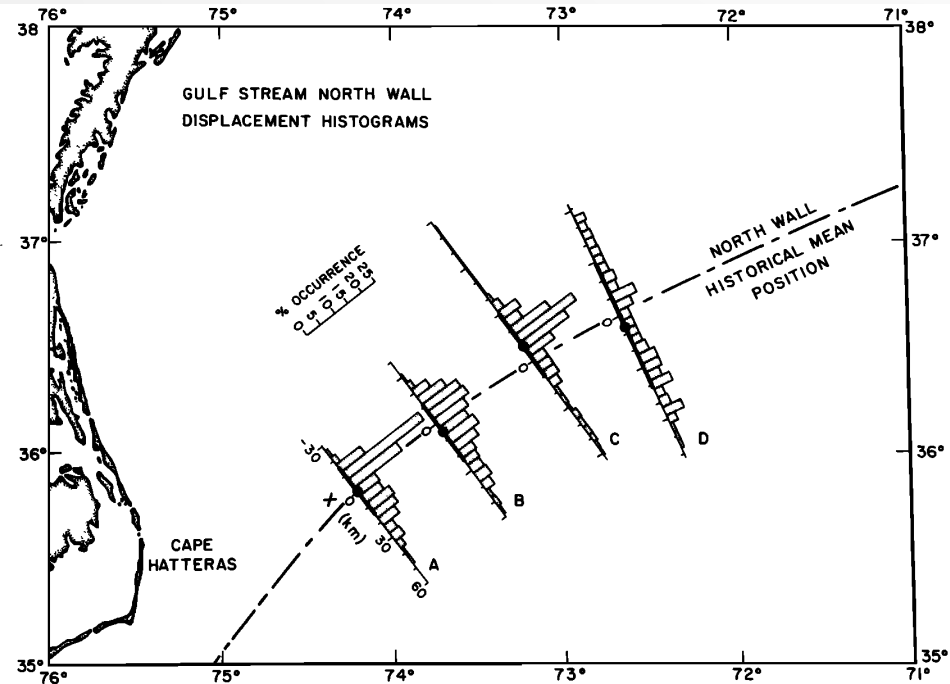 76° 75° 74° 73° 72° 71°
38 38°
GULF STREAM NORTH WALL
DISPLACEMENT HISTOGRAMS
37° 37°
NORTH WALL
HISTORICAL MEAN
POSITION
% OCCURRENCE
0 5 10 15 20 25
36° 36°
-30
X (km)
30
60
A
B
C
D
CAPE
HATTERAS
35° 35°
76° 75° 74° 73° 72° 71°